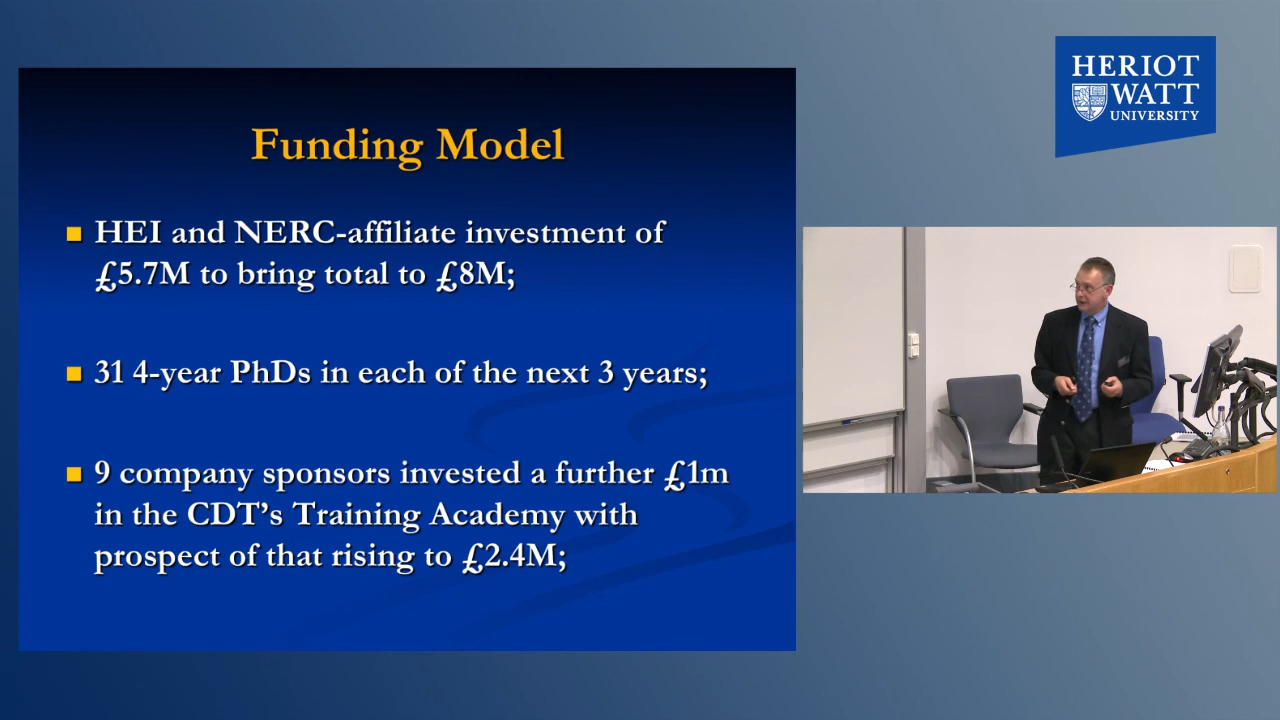 HERIOT
WATT
UNIVERSITY
Funding Model
HEI and NERC-affiliate investment of
£5.7M to bring total to £8M;
31 4-year PhDs in each of the next 3 years;
9 company sponsors invested a further £1m
in the CDT’s Training Academy with
prospect of that rising to £2.4M;